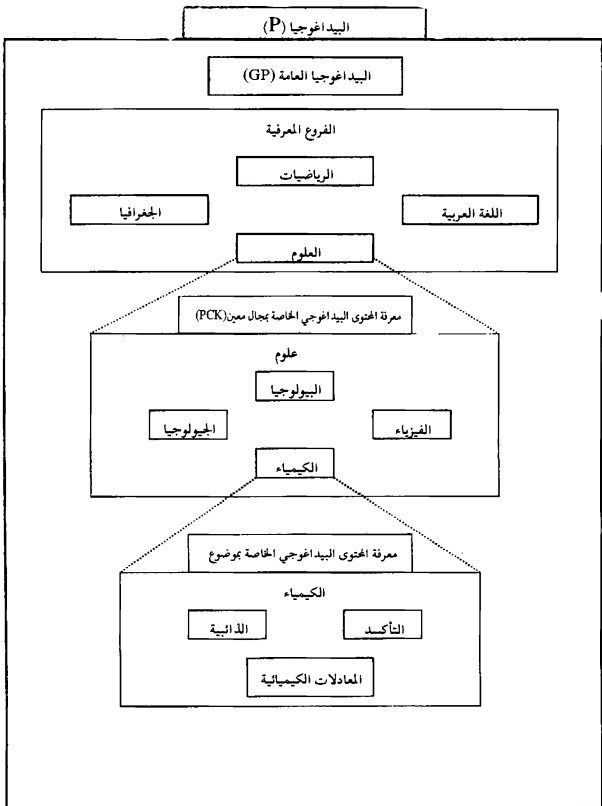 البيداغوجيا (P)
البيداغوجيا العامة (GP)
الفروع المعرفية
الرياضيات
اللغة العربية
الجغرافيا
العلوم
معرفة المحتوى البيداغوجي الخاصة بمجال معين(PCK)
علوم
البيولوجيا
الفيزياء
الجيولوجيا
الكيمياء
معرفة المحتوى البيداغوجي الخاصة بموضوع
الكيمياء
التأكسد
الذائبية
المعادلات الكيميائية